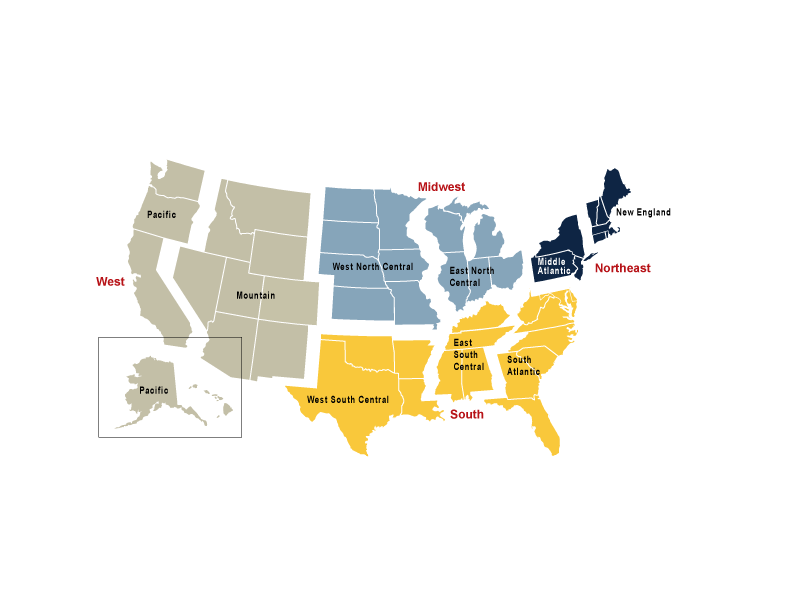 Midwest
Pacific
New England
West North Central
East North
Central
Middle
Atlantic
Northeast
West
Mountain
East
South
Central
South
Atlantic
Pacific
West South Central
South